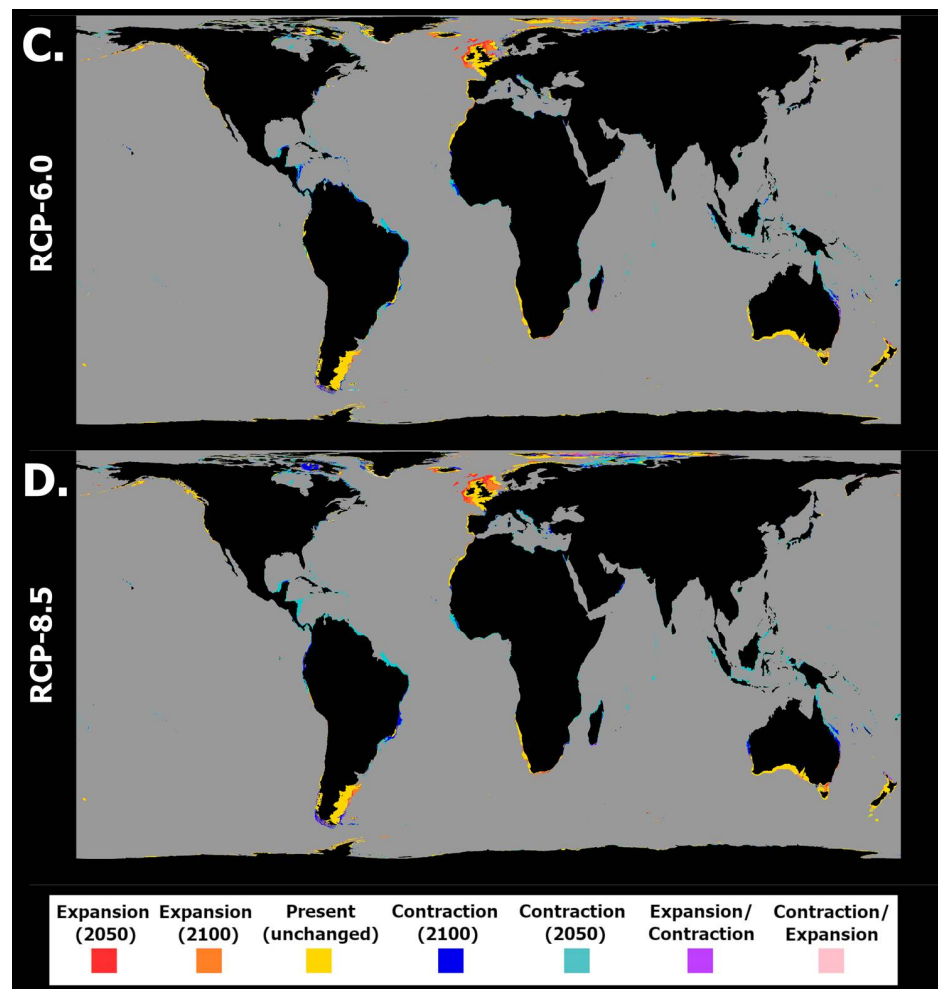 C.
RCP-6.0
D.
RCP-8.5
Expansion (2050)
Expansion (2100)
Present (unchanged)
Contraction (2100)
Contraction (2050)
Expansion/ Contraction
Contraction/ Expansion